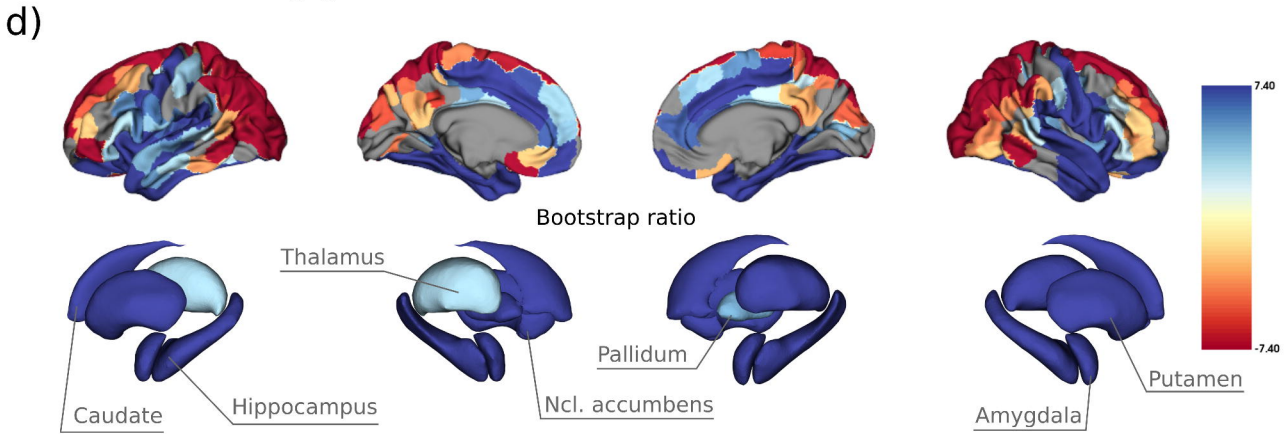 d)
7.40
Bootstrap ratio
Thalamus
Pallidum
-7.40
Putamen
Caudate
Hippocampus
Ncl. accumbens
Amygdala